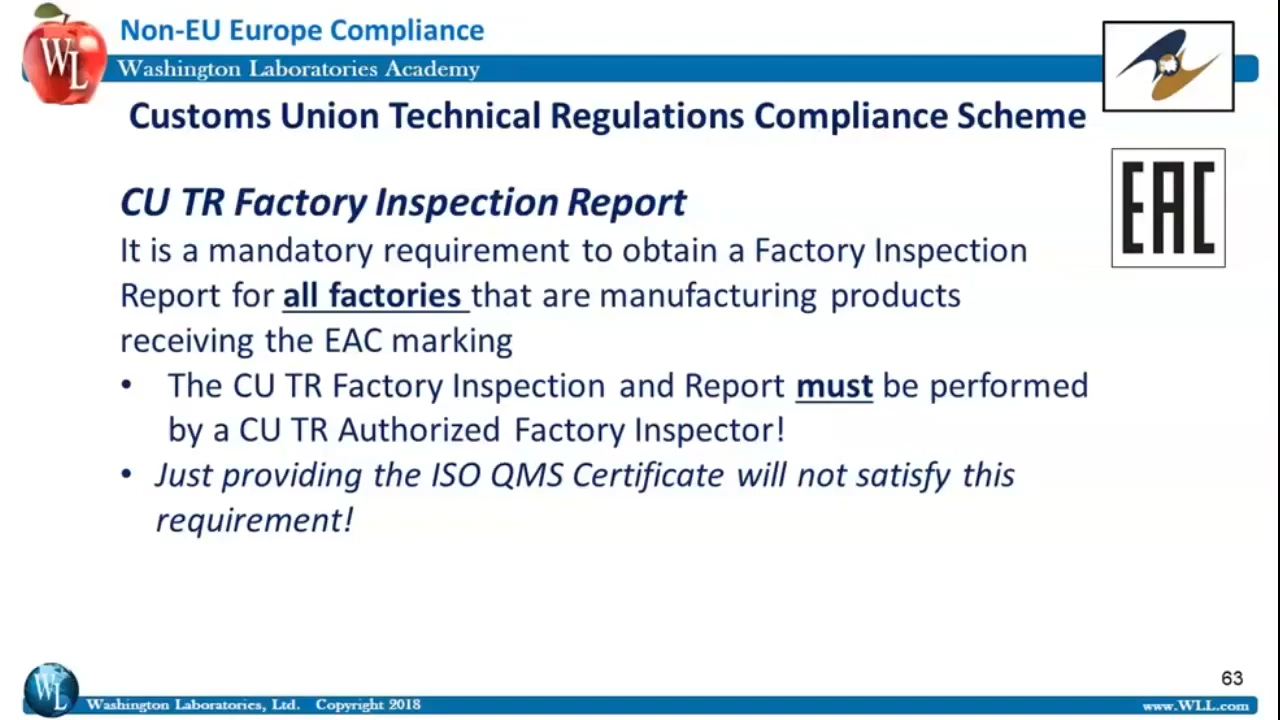 Non-EU Europe Compliance
WL
Washington Laboratories Academy
Customs Union Technical Regulations Compliance Scheme
EAC
CU TR Factory Inspection Report
It is a mandatory requirement to obtain a Factory Inspection
Report for all factories that are manufacturing products
receiving the EAC marking
• The CU TR Factory Inspection and Report must be performed
by a CU TR Authorized Factory Inspector!
• Just providing the ISO QMS Certificate will not satisfy this
requirement!
63
WL
Washington Laboratories, Ltd. Copyright 2018
www.WLL.com